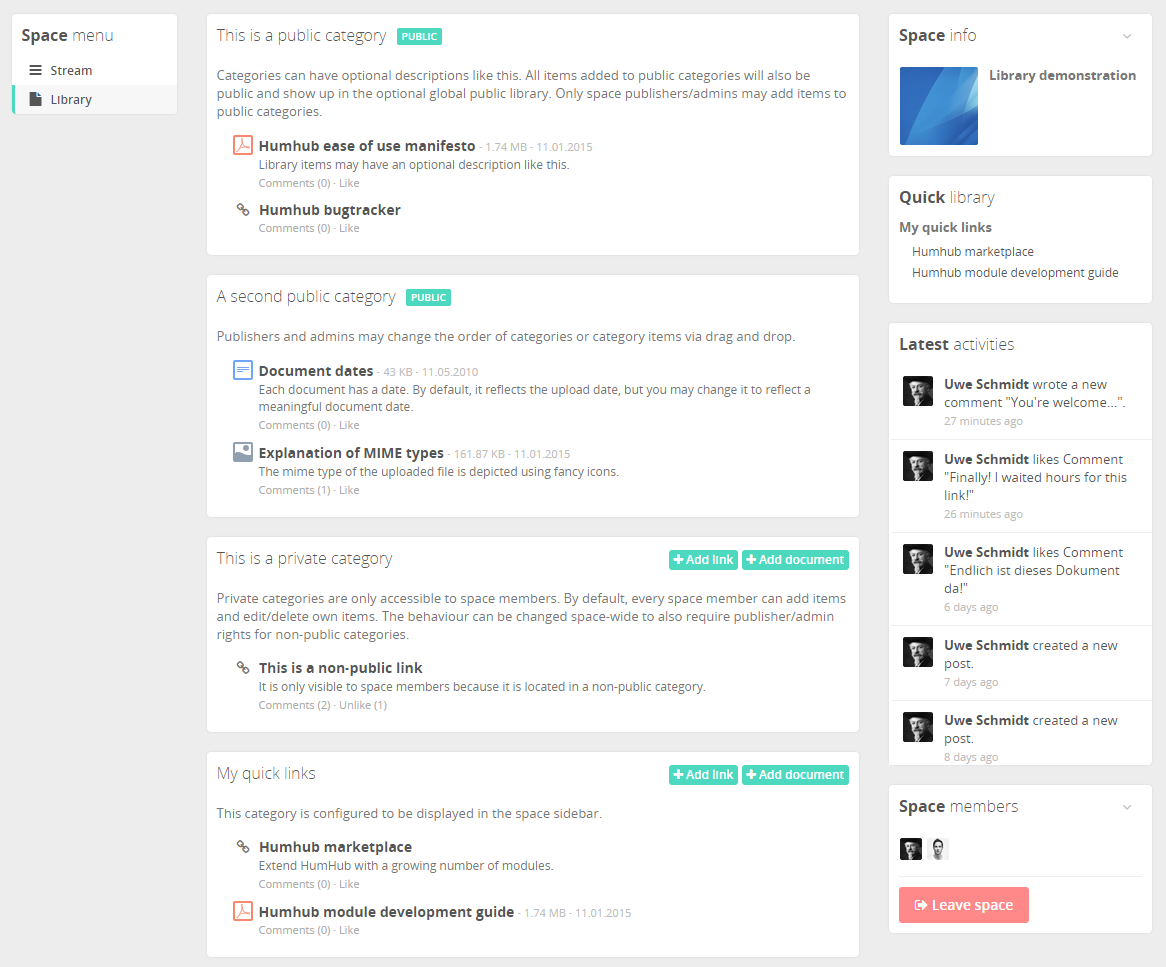 Space menu
Stream
Library
This is a public category PUBLIC
Categories can have optional descriptions like this. All items added to public categories will also be
public and show up in the optional global public library. Only space publishers/admins may add items to
public categories.
Humhub ease of use manifesto - 1.74 MB - 11.01.2015
Library items may have an optional description like this.
Comments (0) · Like
Humhub bugtracker
Comments (0) · Like
A second public category PUBLIC
Publishers and admins may change the order of categories or category items via drag and drop.
Document dates - 43 KB - 11.05.2010
Each document has a date. By default, it reflects the upload date, but you may change it to reflect a
meaningful document date.
Comments (0) · Like
Explanation of MIME types - 161.87 KB - 11.01.2015
The mime type of the uploaded file is depicted using fancy icons.
Comments (1) · Like
This is a private category
+ Add link + Add document
Private categories are only accessible to space members. By default, every space member can add items
and edit/delete own items. The behaviour can be changed space-wide to also require publisher/admin
rights for non-public categories.
This is a non-public link
It is only visible to space members because it is located in a non-public category.
Comments (2) · Unlike (1)
My quick links
+ Add link + Add document
This category is configured to be displayed in the space sidebar.
Humhub marketplace
Extend HumHub with a growing number of modules.
Comments (0) · Like
Humhub module development guide - 1.74 MB - 11.01.2015
Comments (0) · Like
Space info
Library demonstration
Quick library
My quick links
Humhub marketplace
Humhub module development guide
Latest activities
Uwe Schmidt wrote a new
comment "You're welcome...".
27 minutes ago
Uwe Schmidt likes Comment
"Finally! I waited hours for this
link!"
26 minutes ago
Uwe Schmidt likes Comment
"Endlich ist dieses Dokument
da!"
6 days ago
Uwe Schmidt created a new
post.
7 days ago
Uwe Schmidt created a new
post.
8 days ago
Space members
Leave space